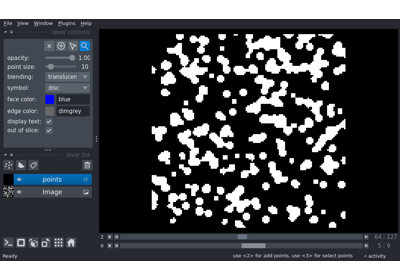 File View Window Plugins Help
layer controls
opacity: 1.00
point size: 10
blending: translucen
symbol: disc
face color: blue
edge color: dimgrey
display text:
out of slice:
layer list
points
Image
2 64 127
0 5 9
Ready use <2> for add points, use <3> for select points activity